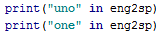 print("uno" in eng2sp)
print("one" in eng2sp)